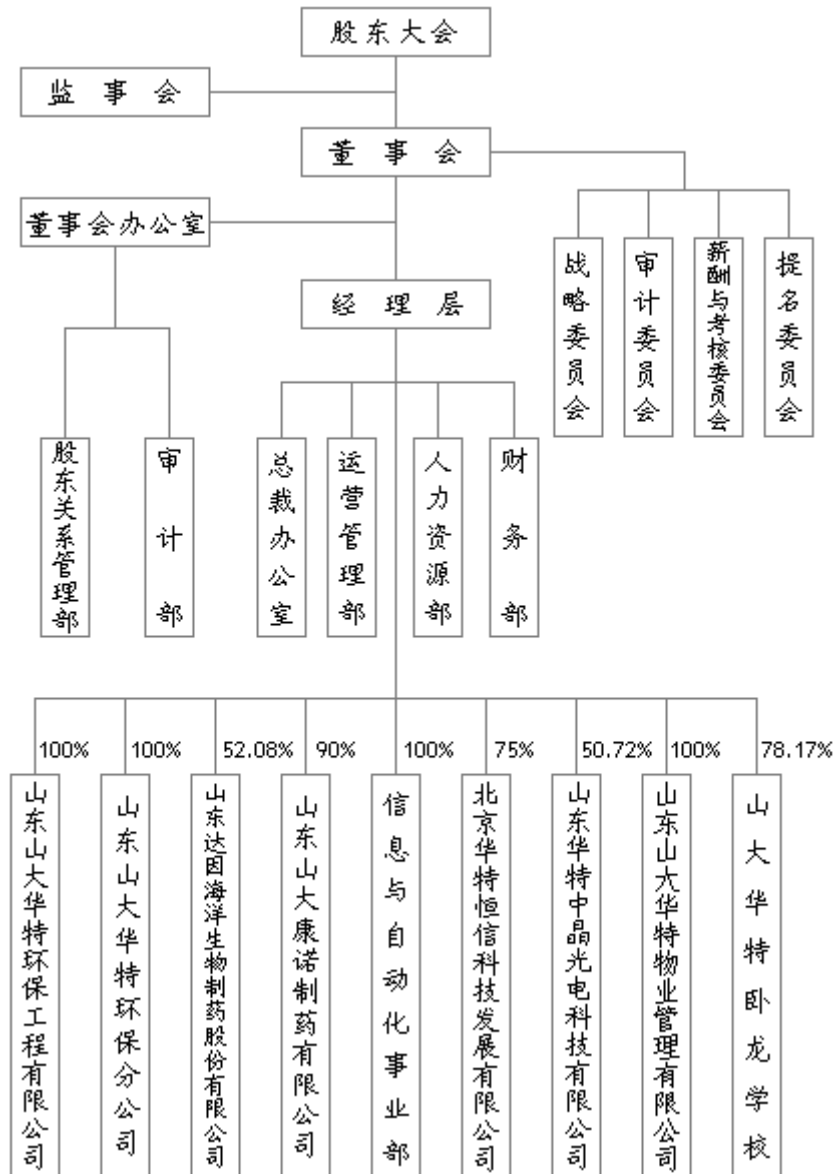 股东大会
监事会
董事会
董事会办公室
战略委员会
审计委员会
薪酬与考核委员会
提名委员会
经理层
股东关系管理部
审计部
总裁办公室
运营管理部
人力资源部
财务部
100%
100%
52.08%
90%
100%
75%
50.72%
100%
78.17%
山东山大华特环保工程有限公司
山东山大华特环保分公司
山东达因海洋生物制药股份有限公司
山东山大康诺制药有限公司
信息与自动化事业部
北京华特恒信科技发展有限公司
山东华特中晶光电科技有限公司
山东山大华特物业管理有限公司
山大华特卧龙学校